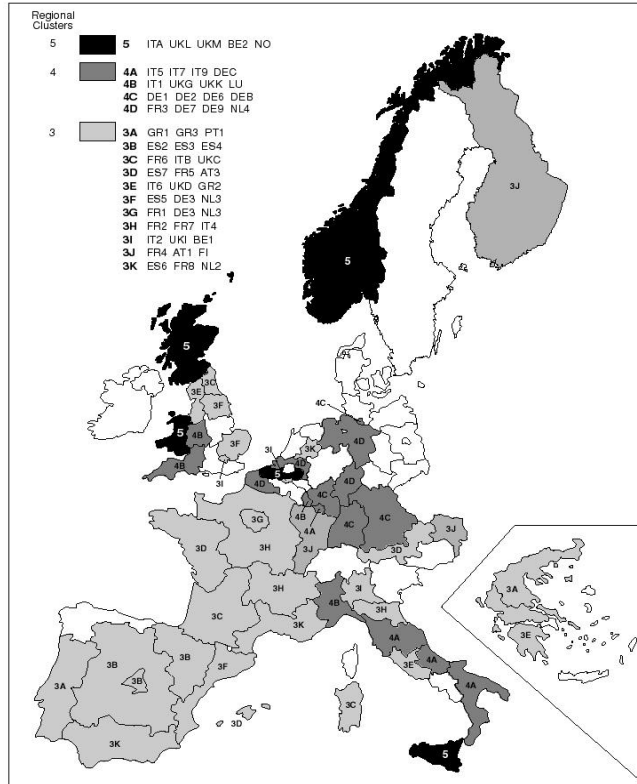 Regional
Clusters
5 5 ITA UKL UKM BE2 NO
4 4A IT5 IT7 IT9 DEC
4B IT1 UKG UKK LU
4C DE1 DE2 DE6 DEB
4D FR3 DE7 DE9 NL4
3 3A GR1 GR3 PT1
3B ES2 ES3 ES4
3C FR6 ITB UKC
3D ES7 FR5 AT3
3E IT6 UKD GR2
3F ES5 DE3 NL3
3G FR1 DE3 NL3
3H FR2 FR7 IT4
3I IT2 UKI BE1
3J FR4 AT1 FI
3K ES6 FR8 NL2
3J
5
5
3C
3E
3F
4C
5
4B
3F
3I
3K
4D
4D
4B
3I
5
4D
4D
4C
4B
4A
3G
4C
4C
3J
3D
3H
3J
3D
3H
3I
4B
3H
3A
3C
3K
4A
3E
3B
3B
3F
3E
4A
3B
3A
4A
3D
3C
3K
5